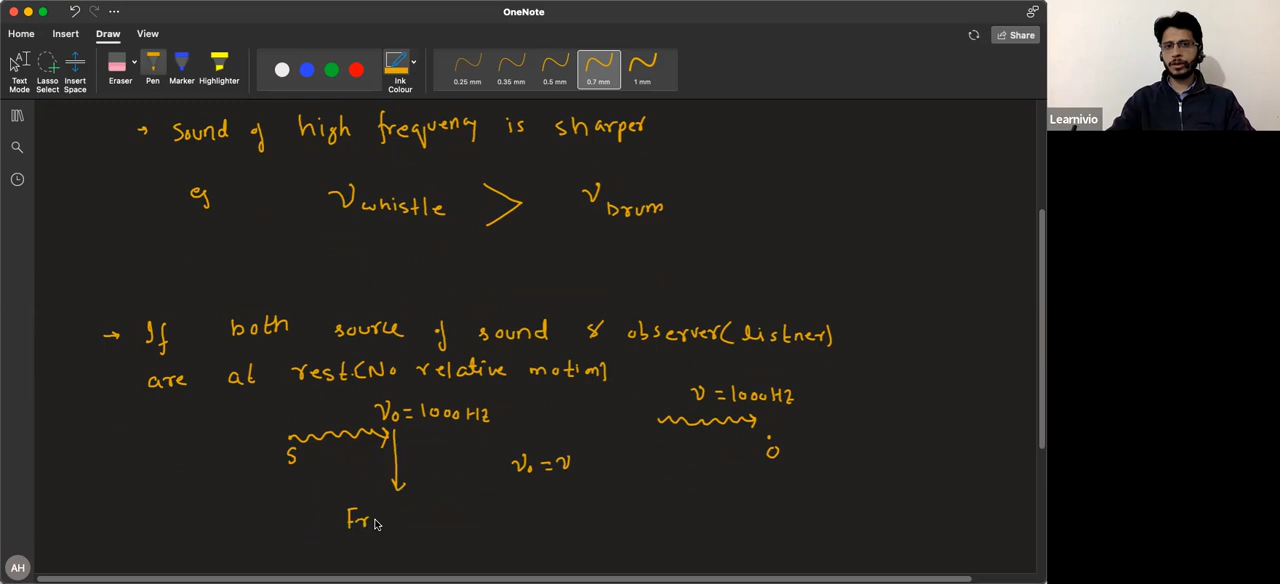 OneNote
Home Insert Draw View
Share
Text Mode
Lasso Select
Insert Space
Eraser
Pen
Marker
Highlighter
Ink Colour
0.25 mm
0.35 mm
0.5 mm
0.7 mm
1 mm
Learnivio
→ Sound of high frequency is sharper
eg ν whistle > ν Drum
→ If both source of sound & observer(listner)
are at rest.(No relative motion)
ν0 = 1000 HZ
ν = 1000 HZ
S
ν0 = ν
O
Fr
AH